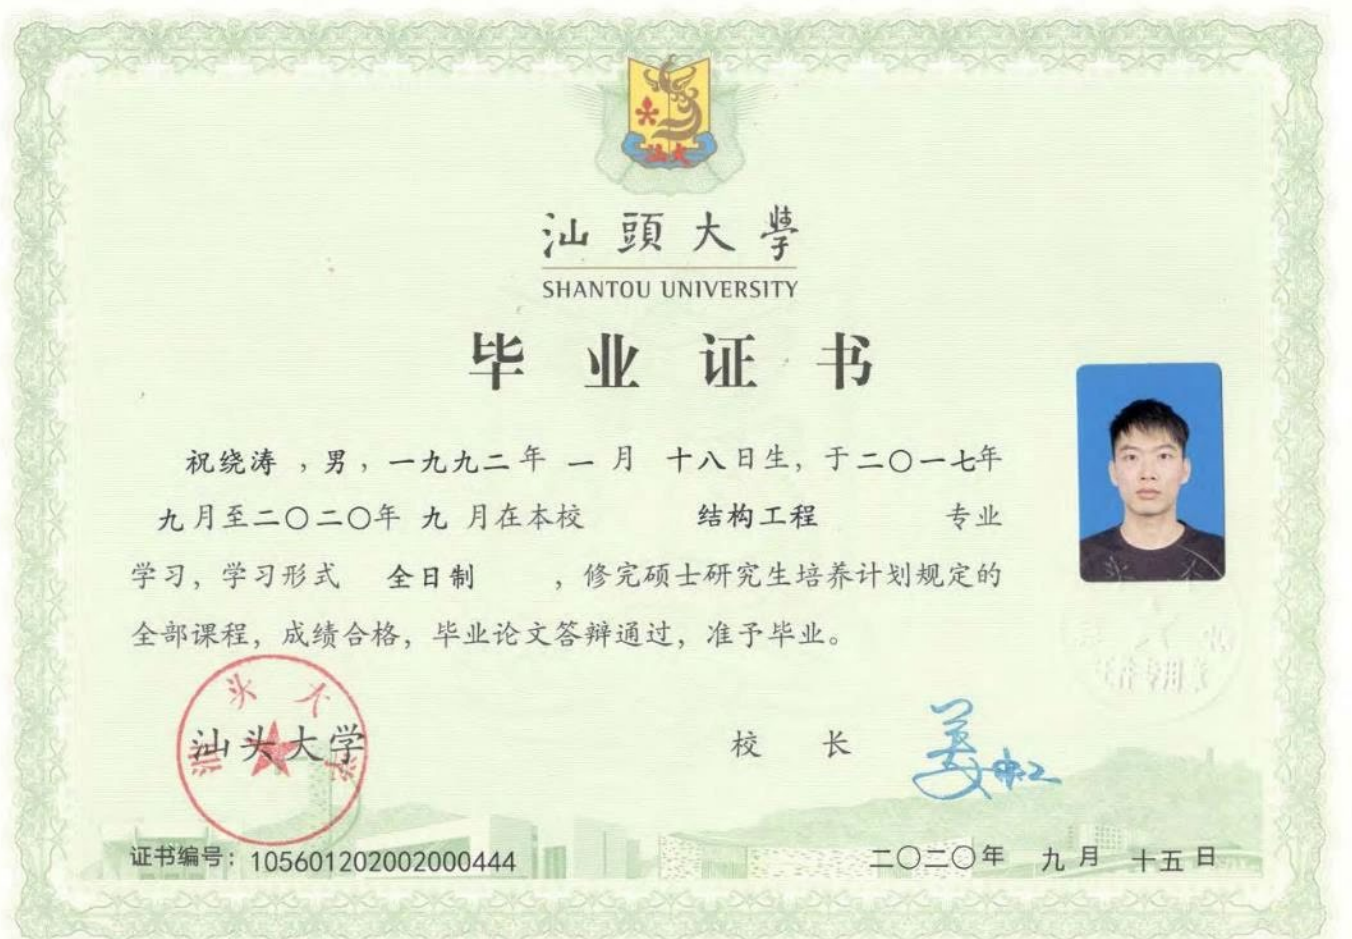 汕大
汕頭大學
SHANTOU UNIVERSITY
毕业证书
祝绕涛 ，男，一九九二年 一 月 十八日生，于二〇一七年
九月至二〇二〇年 九 月在本校 结构工程 专业
学习，学习形式 全日制 ，修完硕士研究生培养计划规定的
全部课程，成绩合格，毕业论文答辩通过，准予毕业。
汕头大学
汕头大学
校 长
证书编号：105601202002000444
二〇二〇年 九月 十五日